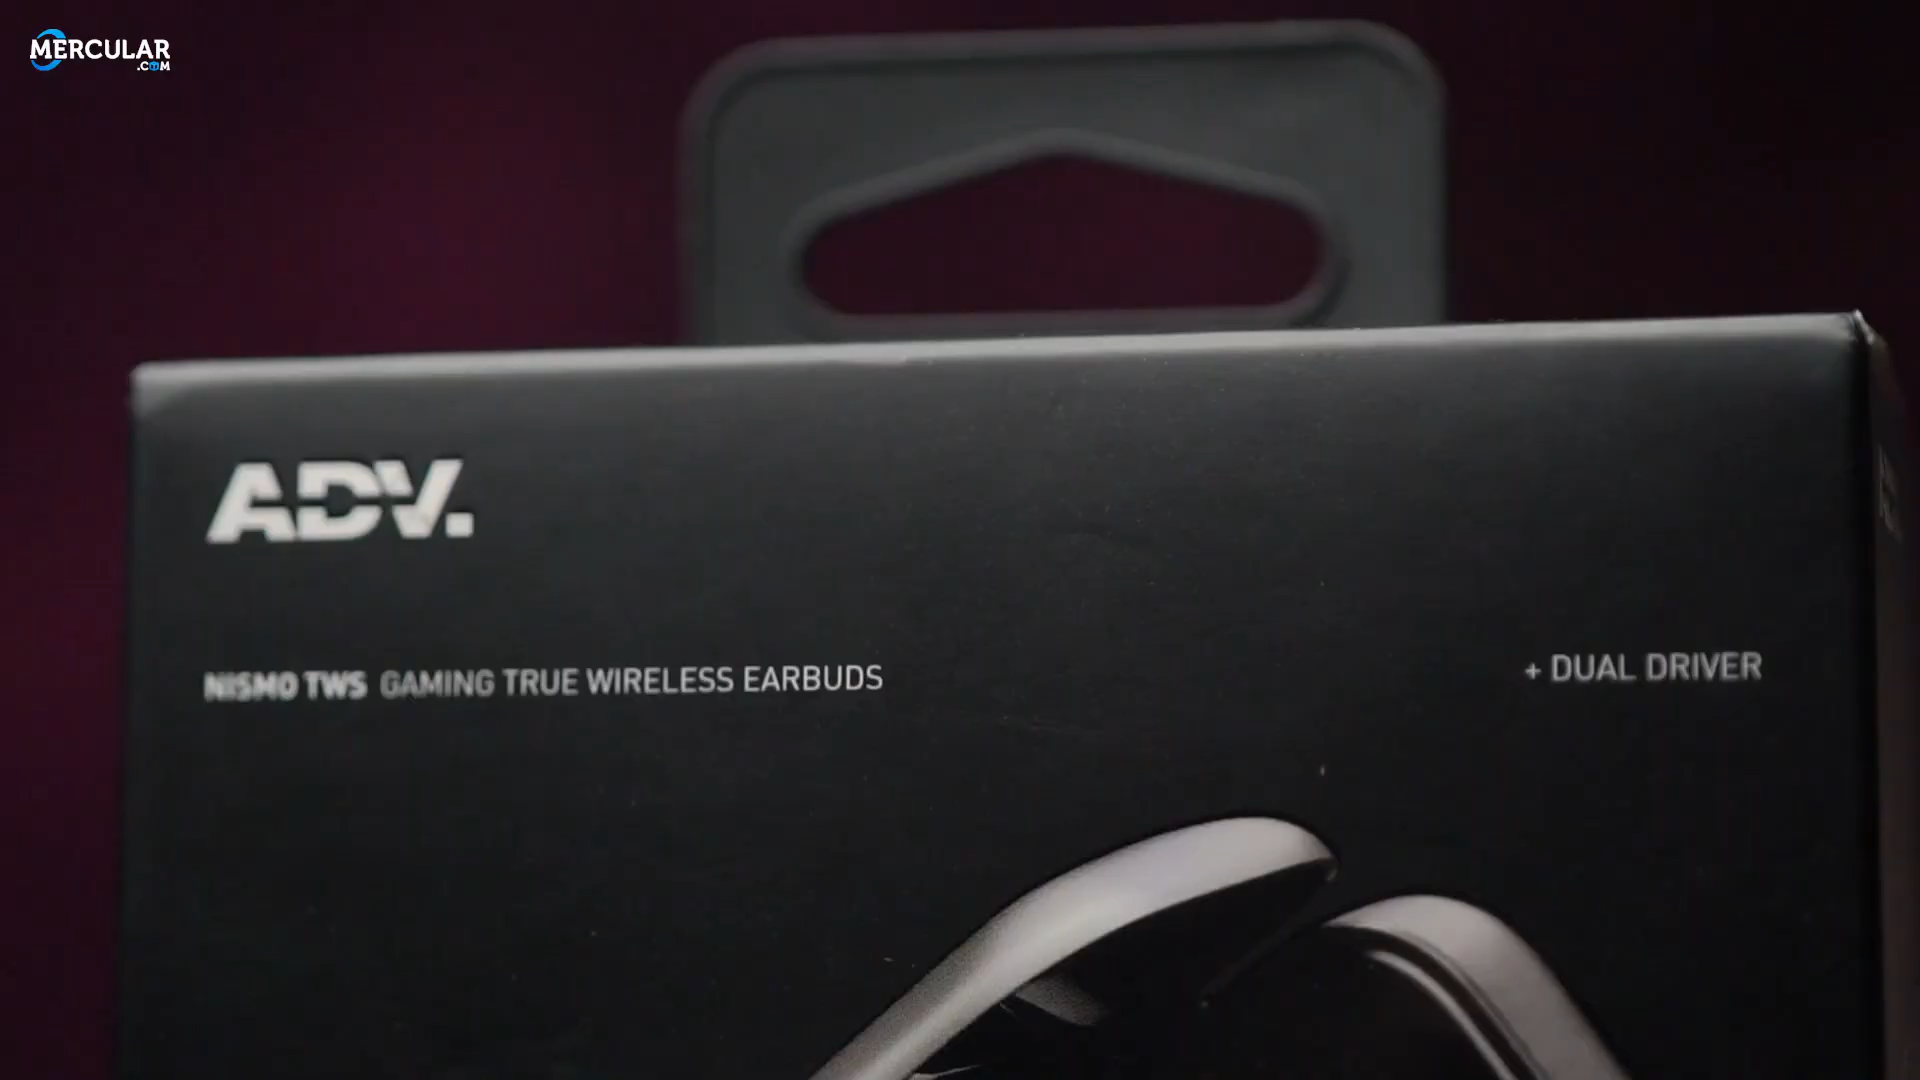 MERCULAR
.COM
ADV.
NISMO TWS GAMING TRUE WIRELESS EARBUDS
+ DUAL DRIVER